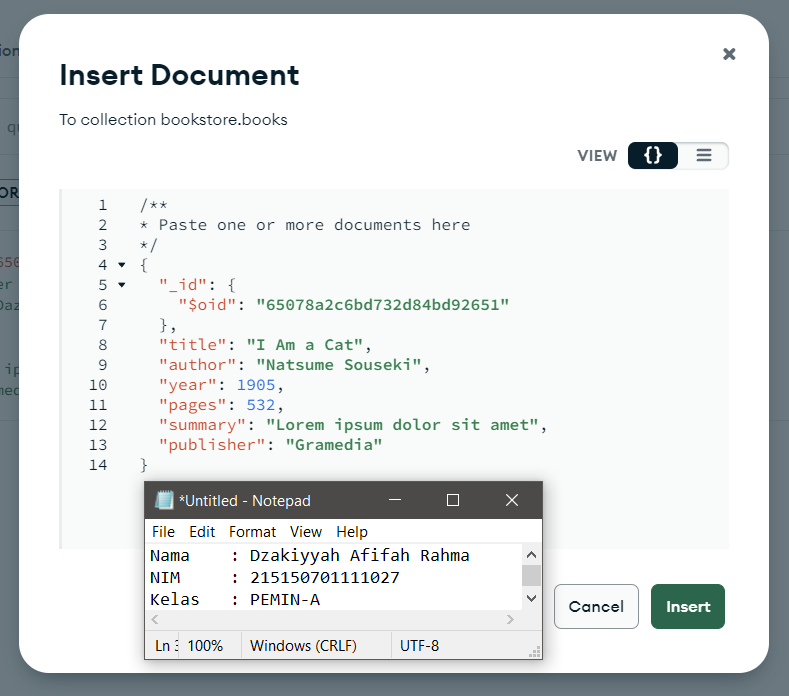 Insert Document
To collection bookstore.books
VIEW {}
1 /**
2 * Paste one or more documents here
3 */
4 {
5 "_id": {
6 "$oid": "65078a2c6bd732d84bd92651"
7 },
8 "title": "I Am a Cat",
9 "author": "Natsume Souseki",
10 "year": 1905,
11 "pages": 532,
12 "summary": "Lorem ipsum dolor sit amet",
13 "publisher": "Gramedia"
14 }
*Untitled - Notepad
File Edit Format View Help
Nama : Dzakiyyah Afifah Rahma
NIM : 215150701111027
Kelas : PEMIN-A
Ln 3 100% Windows (CRLF) UTF-8
Cancel Insert